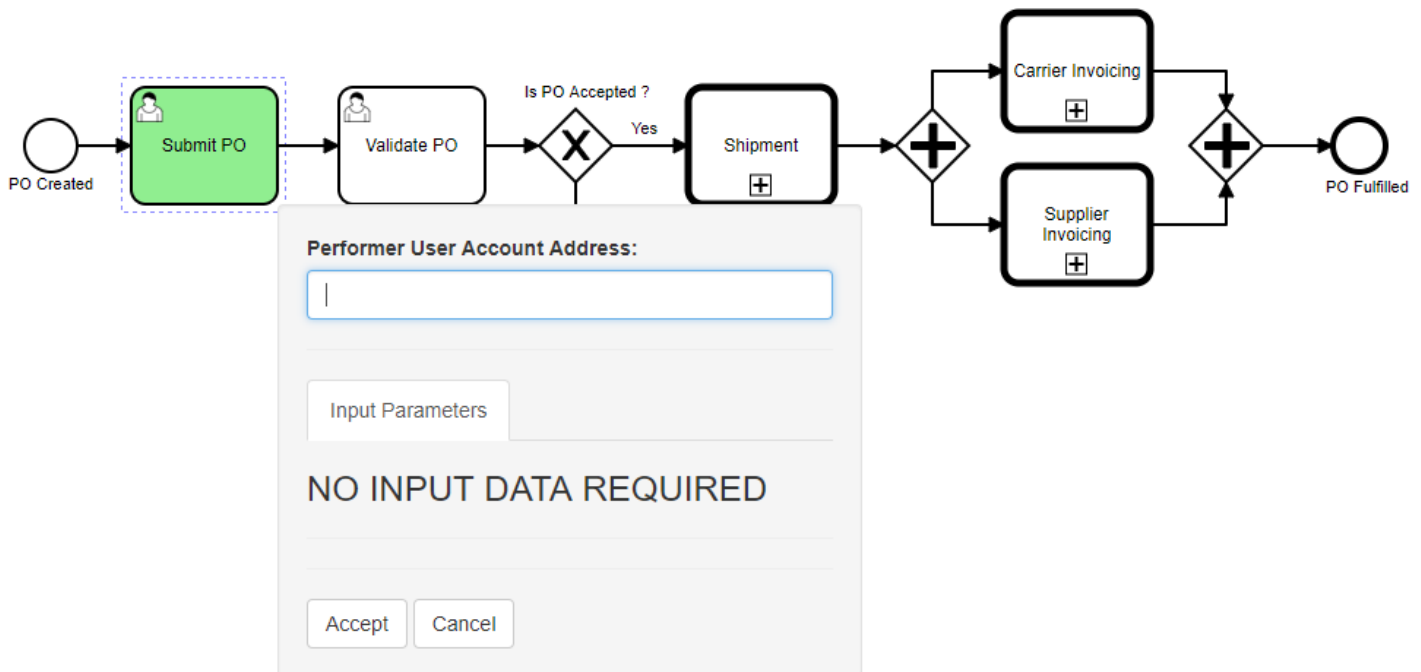 PO Created
Submit PO
Validate PO
Is PO Accepted ?
Yes
Shipment
Carrier Invoicing
Supplier
Invoicing
PO Fulfilled
Performer User Account Address:
Input Parameters
NO INPUT DATA REQUIRED
Accept
Cancel